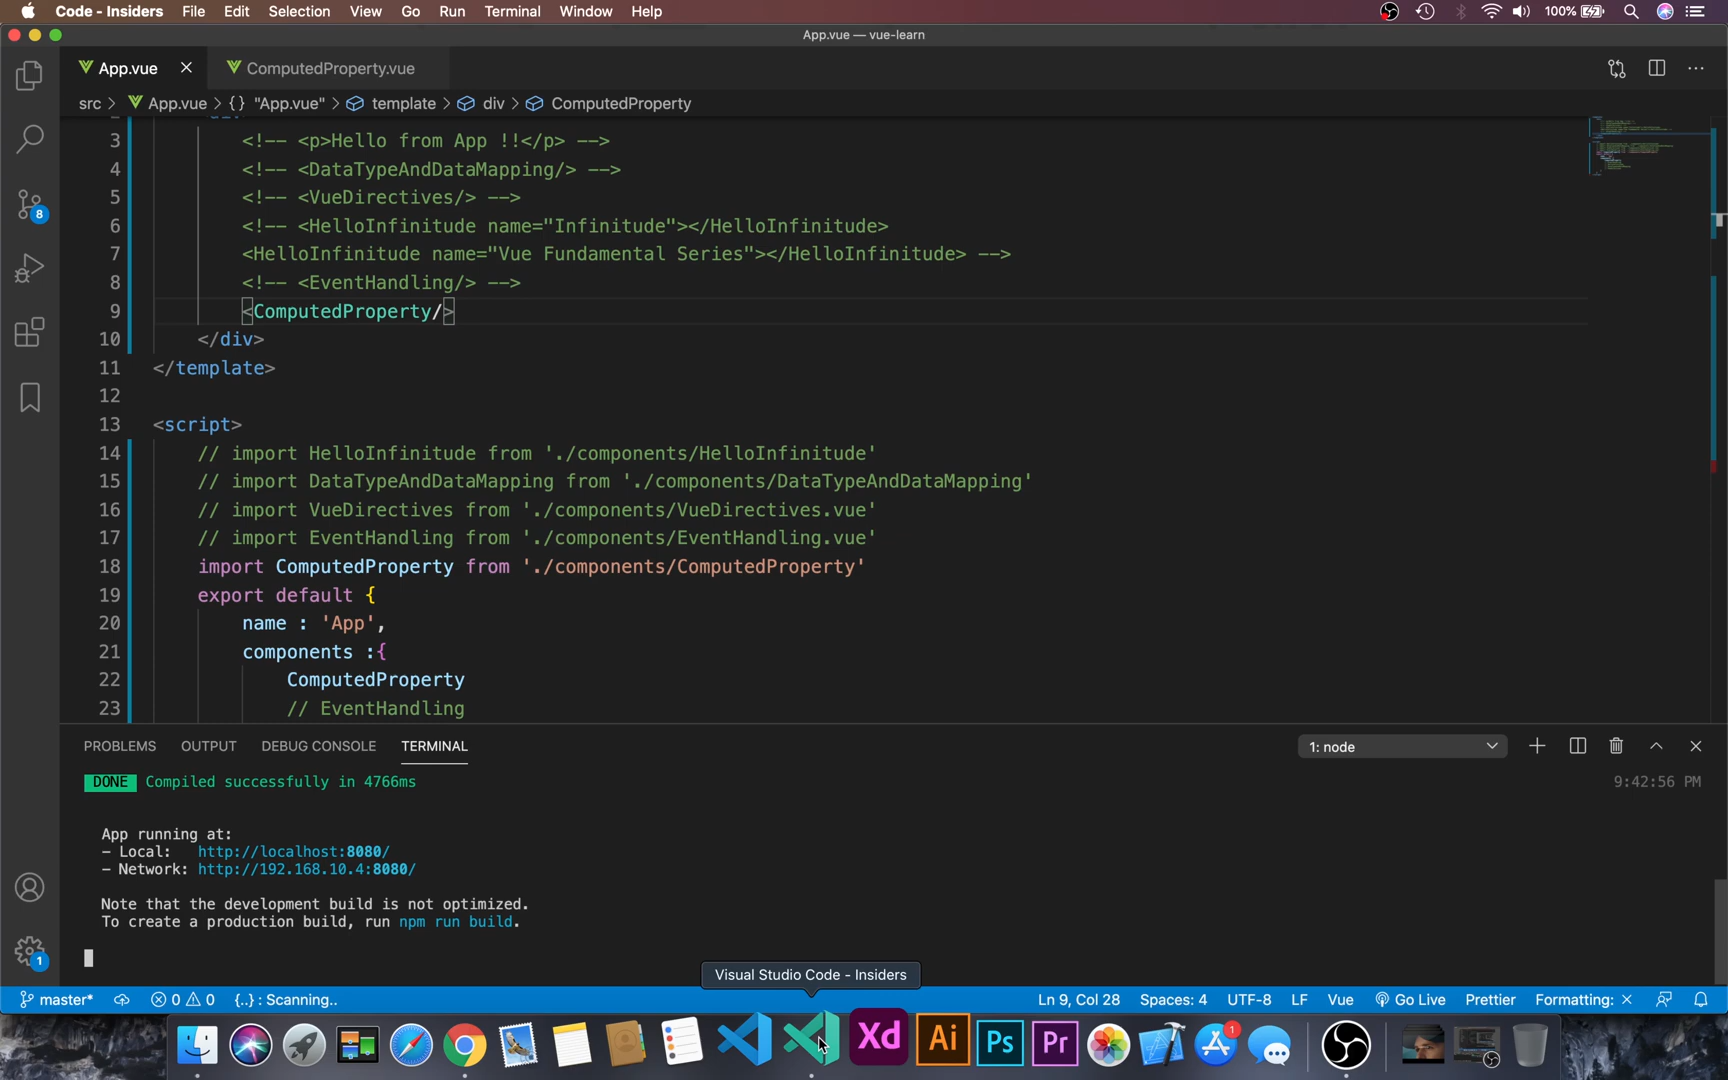 Code - Insiders File Edit Selection View Go Run Terminal Window Help 100%
App.vue — vue-learn
App.vue ComputedProperty.vue
src > App.vue > {} "App.vue" > template > div > ComputedProperty
3 <!-- <p>Hello from App !!</p> -->
4 <!-- <DataTypeAndDataMapping/> -->
5 <!-- <VueDirectives/> -->
6 <!-- <HelloInfinitude name="Infinitude"></HelloInfinitude>
7 <HelloInfinitude name="Vue Fundamental Series"></HelloInfinitude> -->
8 <!-- <EventHandling/> -->
9 <ComputedProperty/>
10 </div>
11 </template>
12
13 <script>
14 // import HelloInfinitude from './components/HelloInfinitude'
15 // import DataTypeAndDataMapping from './components/DataTypeAndDataMapping'
16 // import VueDirectives from './components/VueDirectives.vue'
17 // import EventHandling from './components/EventHandling.vue'
18 import ComputedProperty from './components/ComputedProperty'
19 export default {
20 name : 'App',
21 components :{
22 ComputedProperty
23 // EventHandling
8
PROBLEMS OUTPUT DEBUG CONSOLE TERMINAL 1: node
DONE Compiled successfully in 4766ms 9:42:56 PM
App running at:
- Local: http://localhost:8080/
- Network: http://192.168.10.4:8080/
Note that the development build is not optimized.
To create a production build, run npm run build.
1
Visual Studio Code - Insiders
master* 0 0 {..} : Scanning.. Ln 9, Col 28 Spaces: 4 UTF-8 LF Vue Go Live Prettier Formatting: ×
Xd Ai Ps Pr 1